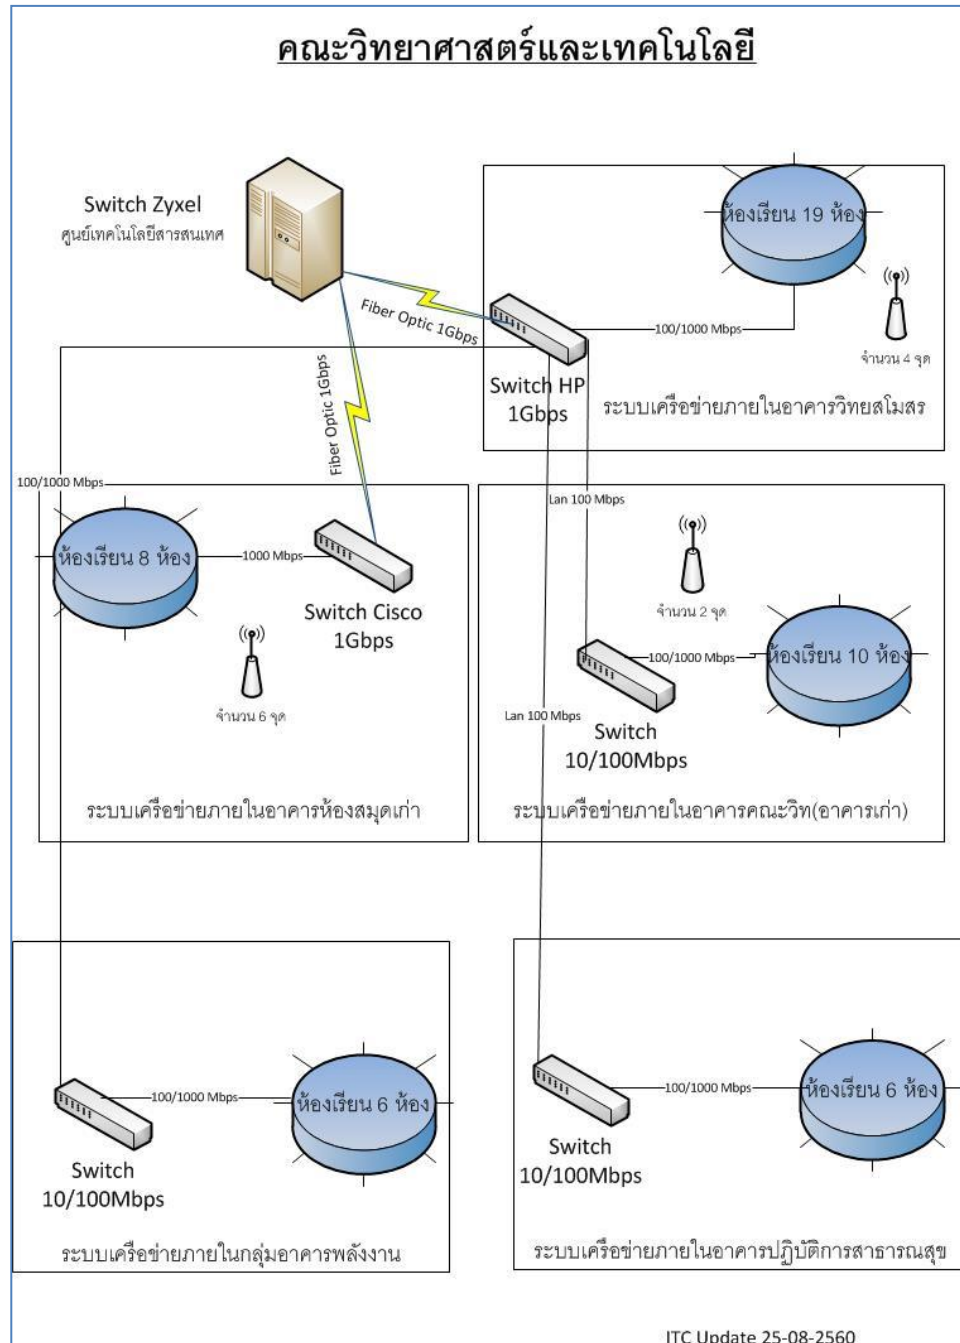 คณะวิทยาศาสตร์และเทคโนโลยี
Switch Zyxel
ศูนย์เทคโนโลยีสารสนเทศ
Fiber Optic 1Gbps
Fiber Optic 1Gbps
ห้องเรียน 19 ห้อง
100/1000 Mbps
จำนวน 4 จุด
Switch HP
1Gbps
ระบบเครือข่ายภายในอาคารวิทยสโมสร
100/1000 Mbps
ห้องเรียน 8 ห้อง
1000 Mbps
Switch Cisco
1Gbps
จำนวน 6 จุด
ระบบเครือข่ายภายในอาคารห้องสมุดเก่า
Lan 100 Mbps
จำนวน 2 จุด
100/1000 Mbps
ห้องเรียน 10 ห้อง
Lan 100 Mbps
Switch
10/100Mbps
ระบบเครือข่ายภายในอาคารคณะวิท(อาคารเก่า)
100/1000 Mbps
ห้องเรียน 6 ห้อง
Switch
10/100Mbps
ระบบเครือข่ายภายในกลุ่มอาคารพลังงาน
100/1000 Mbps
ห้องเรียน 6 ห้อง
Switch
10/100Mbps
ระบบเครือข่ายภายในอาคารปฏิบัติการสาธารณสุข
ITC Update 25-08-2560